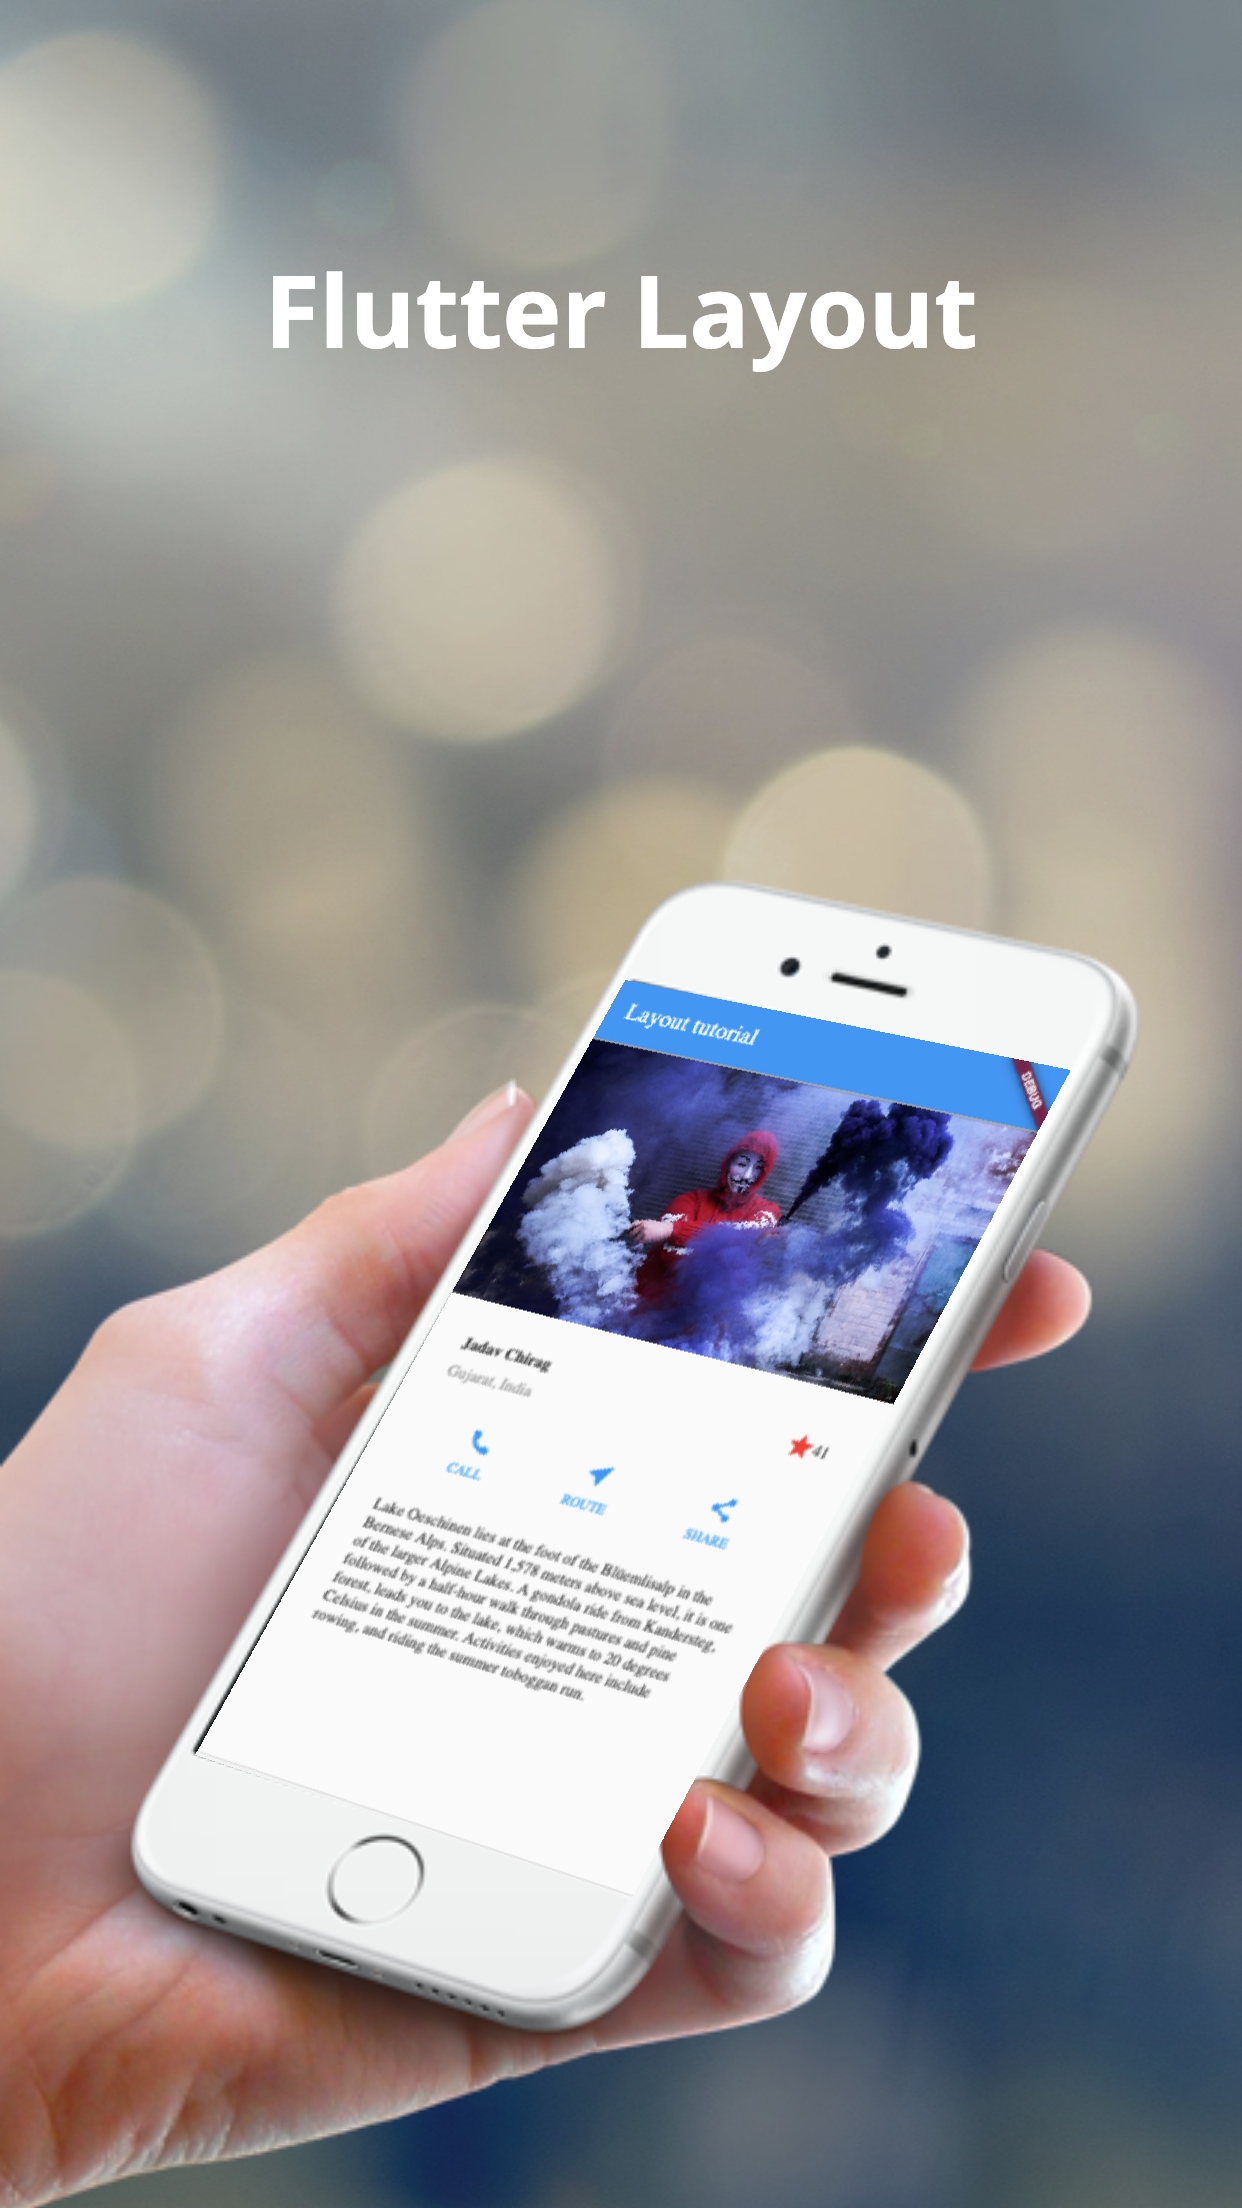 Flutter Layout
Layout tutorial
DEBUG
Jadav Chirag
Gujarat, India
41
CALL
ROUTE
SHARE
Lake Oeschinen lies at the foot of the Blüemlisalp in the
Bernese Alps. Situated 1,578 meters above sea level, it is one
of the larger Alpine Lakes. A gondola ride from Kandersteg,
followed by a half-hour walk through pastures and pine
forest, leads you to the lake, which warms to 20 degrees
Celsius in the summer. Activities enjoyed here include
rowing, and riding the summer toboggan run.